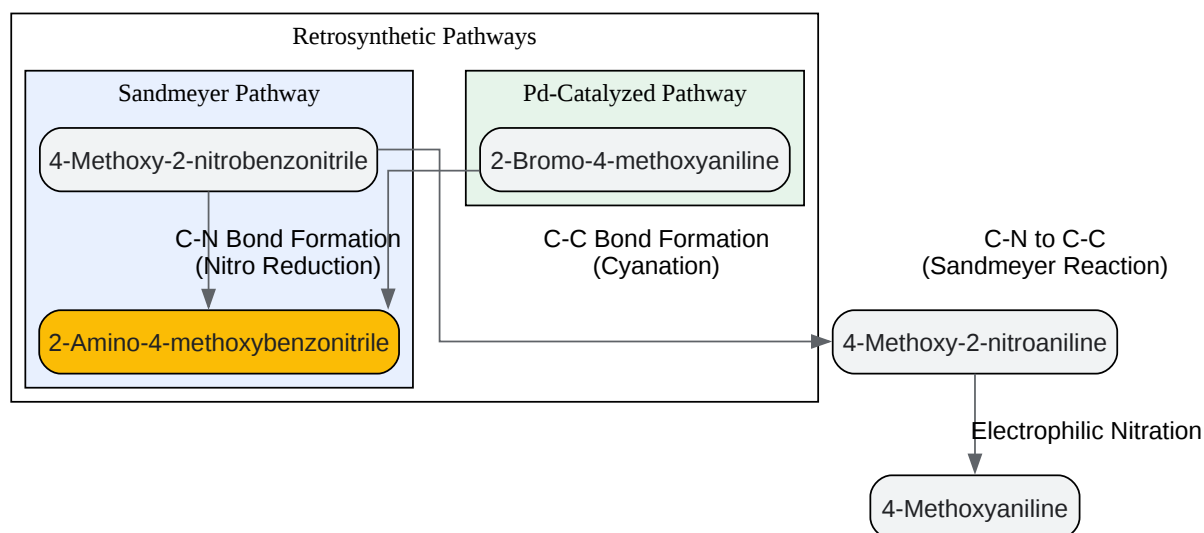 Retrosynthetic Pathways
Sandmeyer Pathway
Pd-Catalyzed Pathway
4-Methoxy-2-nitrobenzonitrile
2-Bromo-4-methoxyaniline
C-N Bond Formation
(Nitro Reduction)
C-C Bond Formation
(Cyanation)
C-N to C-C
(Sandmeyer Reaction)
2-Amino-4-methoxybenzonitrile
4-Methoxy-2-nitroaniline
Electrophilic Nitration
4-Methoxyaniline